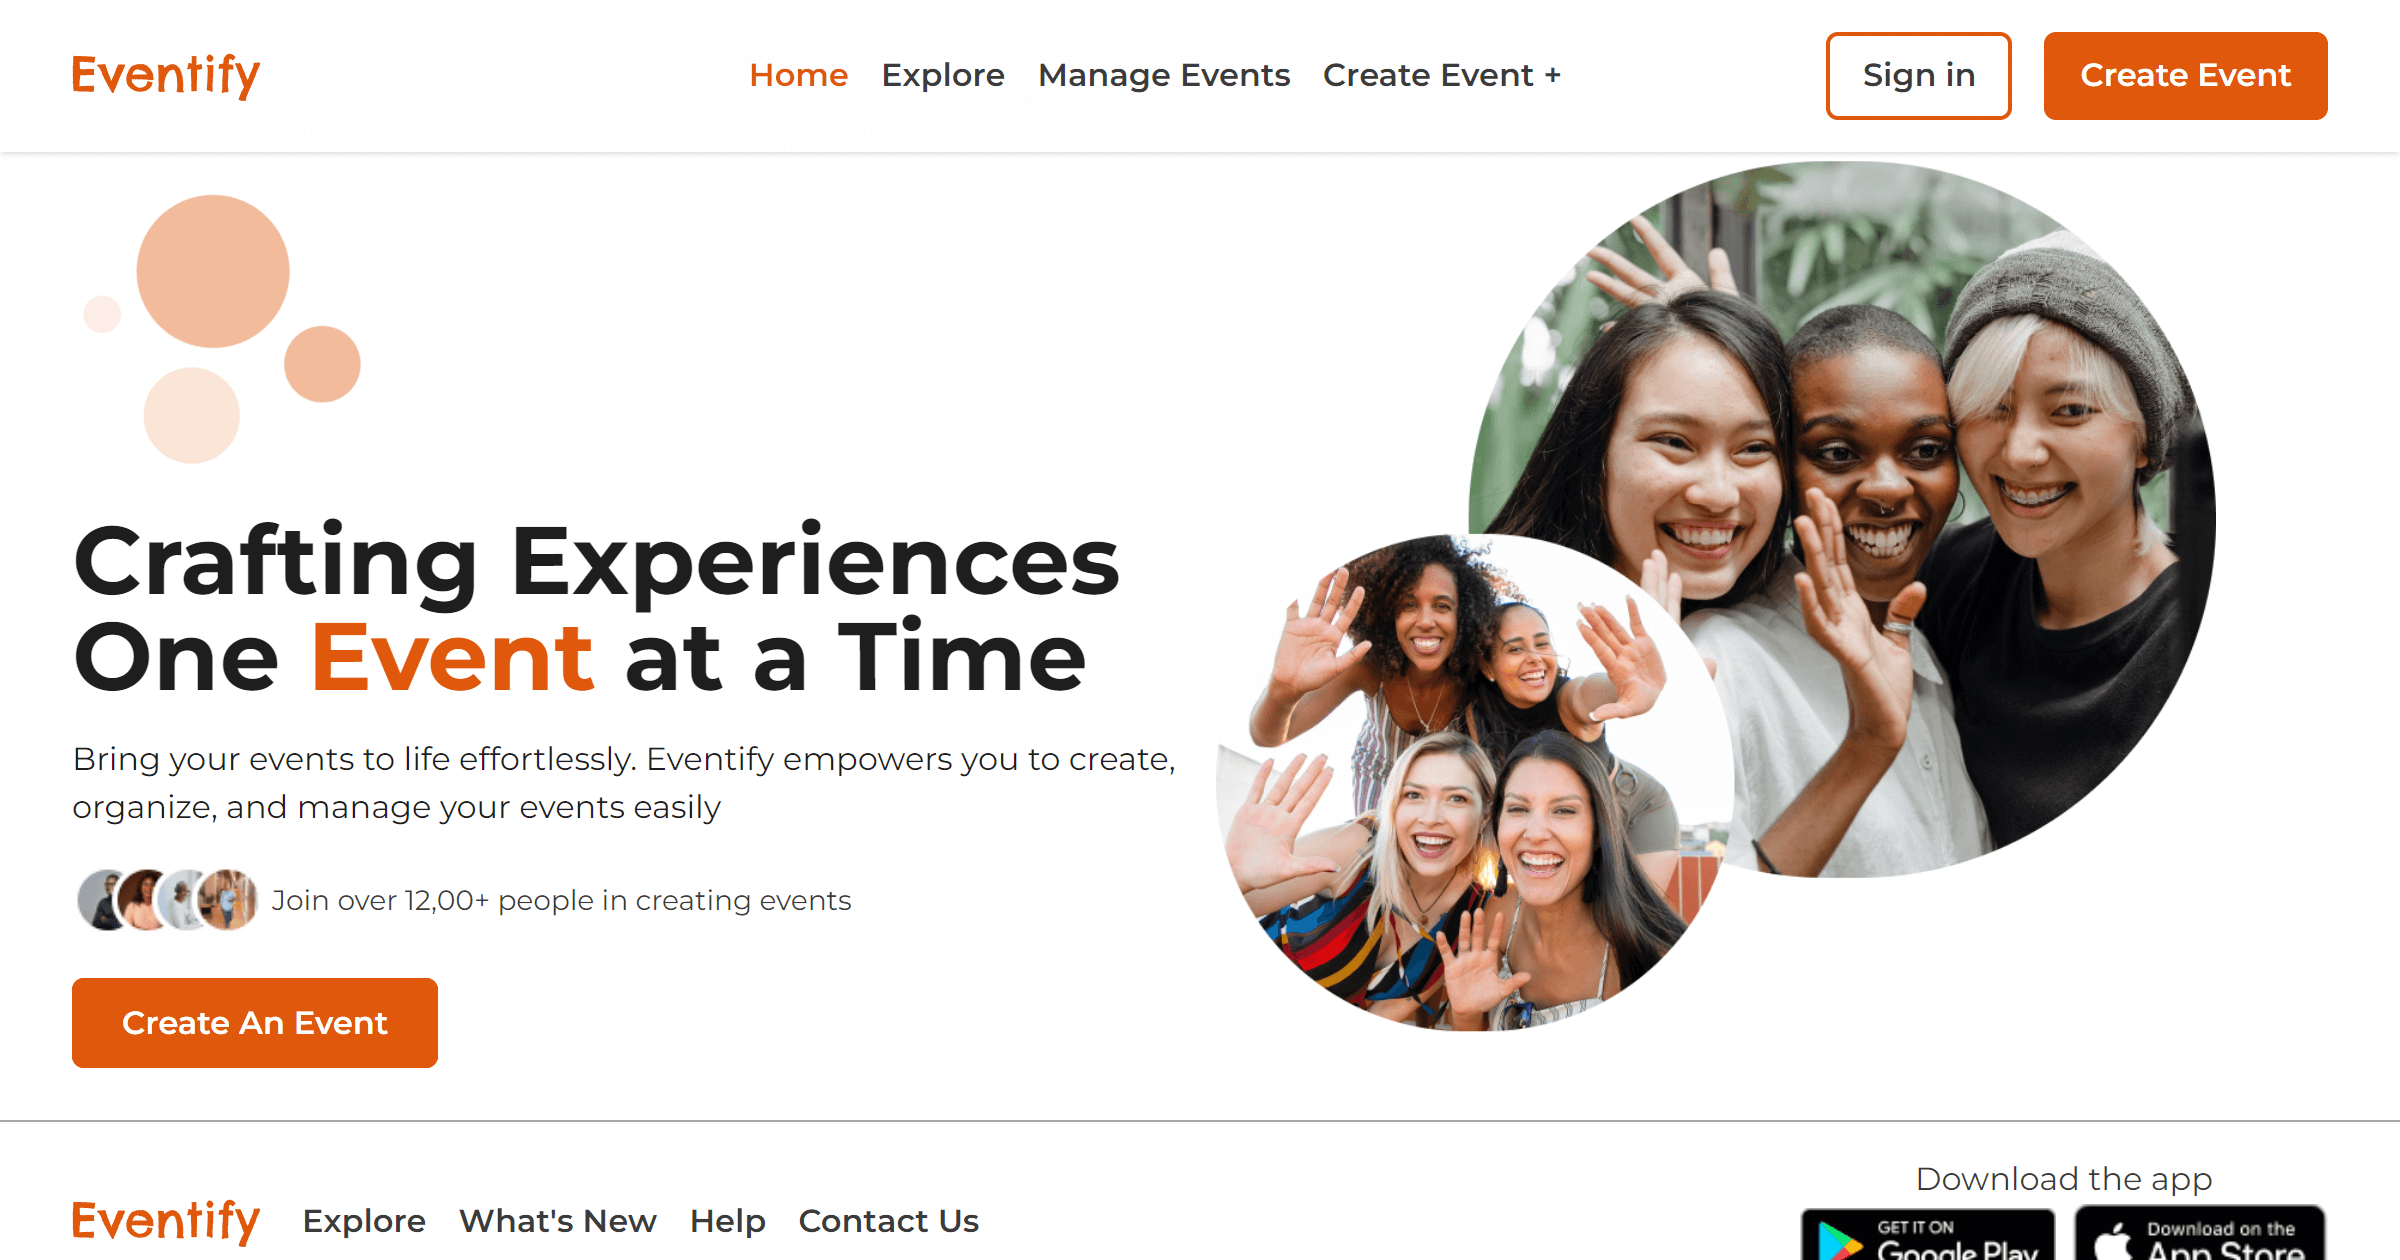 Eventify
Home Explore Manage Events Create Event +
Sign in
Create Event
Crafting Experiences
One Event at a Time
Bring your events to life effortlessly. Eventify empowers you to create,
organize, and manage your events easily
Join over 12,00+ people in creating events
Create An Event
Eventify
Explore What's New Help Contact Us
Download the app
GET IT ON
Google Play
Download on the
App Store